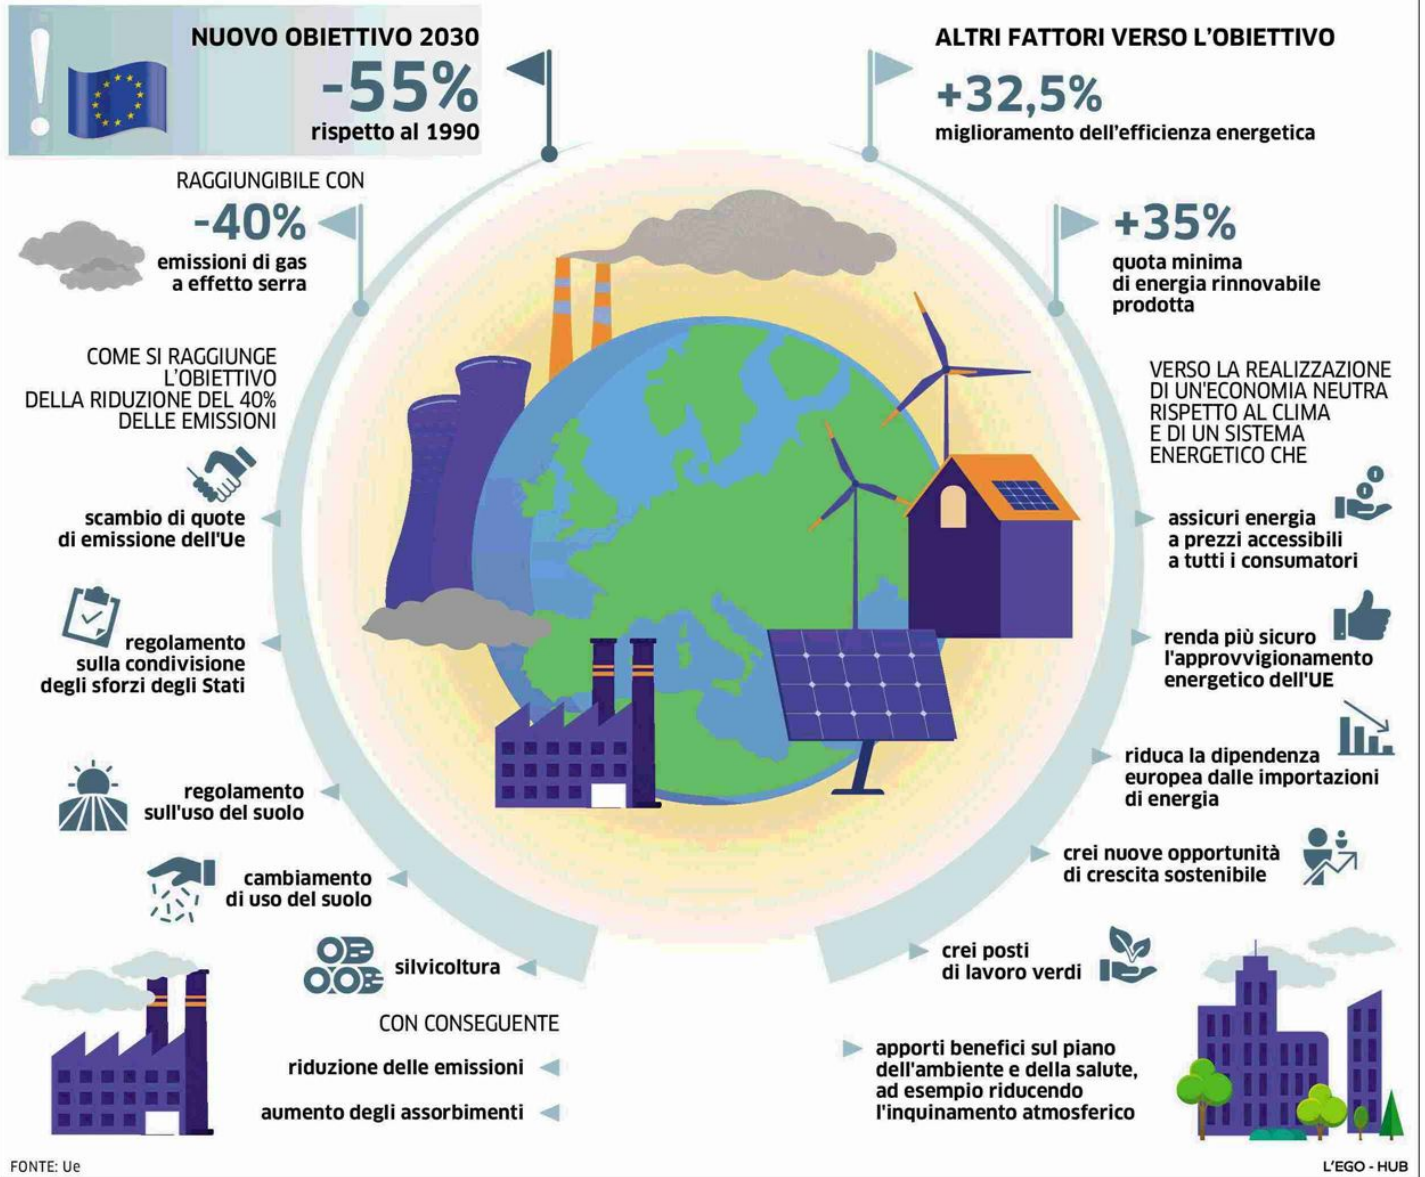 NUOVO OBIETTIVO 2030
-55%
rispetto al 1990
RAGGIUNGIBILE CON
-40%
emissioni di gas
a effetto serra
COME SI RAGGIUNGE
L'OBIETTIVO
DELLA RIDUZIONE DEL 40%
DELLE EMISSIONI
scambio di quote
di emissione dell'Ue
regolamento
sulla condivisione
degli sforzi degli Stati
regolamento
sull'uso del suolo
cambiamento
di uso del suolo
silvicoltura
CON CONSEGUENTE
riduzione delle emissioni
aumento degli assorbimenti
ALTRI FATTORI VERSO L'OBIETTIVO
+32,5%
miglioramento dell'efficienza energetica
+35%
quota minima
di energia rinnovabile
prodotta
VERSO LA REALIZZAZIONE
DI UN'ECONOMIA NEUTRA
RISPETTO AL CLIMA
E DI UN SISTEMA
ENERGETICO CHE
assicuri energia
a prezzi accessibili
a tutti i consumatori
renda più sicuro
l'approvvigionamento
energetico dell'UE
riduca la dipendenza
europea dalle importazioni
di energia
crei nuove opportunità
di crescita sostenibile
crei posti
di lavoro verdi
apporti benefici sul piano
dell'ambiente e della salute,
ad esempio riducendo
l'inquinamento atmosferico
FONTE: Ue
L'EGO - HUB